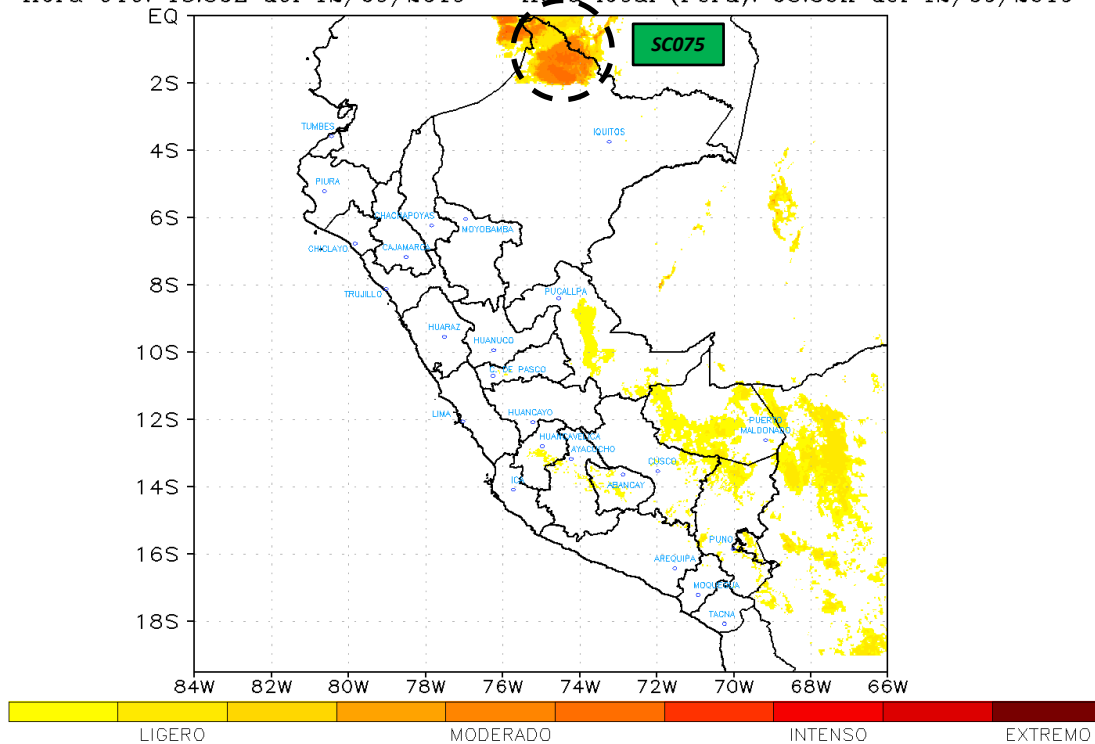 EQ
SC075
2S
TUMBES
IQUITOS
4S
PIURA
6S
CHACHAPOYAS
MOYOBAMBA
CHICLAYO
CAJAMARCA
8S
TRUJILLO
PUCALLPA
HUARAZ
HUANUCO
10S
C. DE PASCO
12S
LIMA
HUANCAYO
PUERTO
MALDONADO
HUANCAVELICA
AYACUCHO
CUSCO
14S
ICA
ABANCAY
PUNO
16S
AREQUIPA
MOQUEGUA
18S
TACNA
84W 82W 80W 78W 76W 74W 72W 70W 68W 66W
LIGERO MODERADO INTENSO EXTREMO